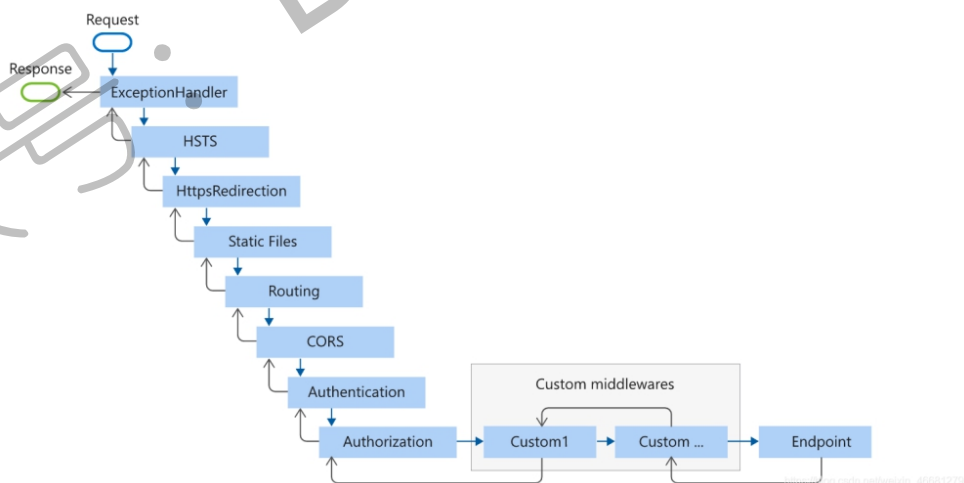 Request
Response
ExceptionHandler
HSTS
HttpsRedirection
Static Files
Routing
CORS
Authentication
Custom middlewares
Authorization
Custom1
Custom ...
Endpoint